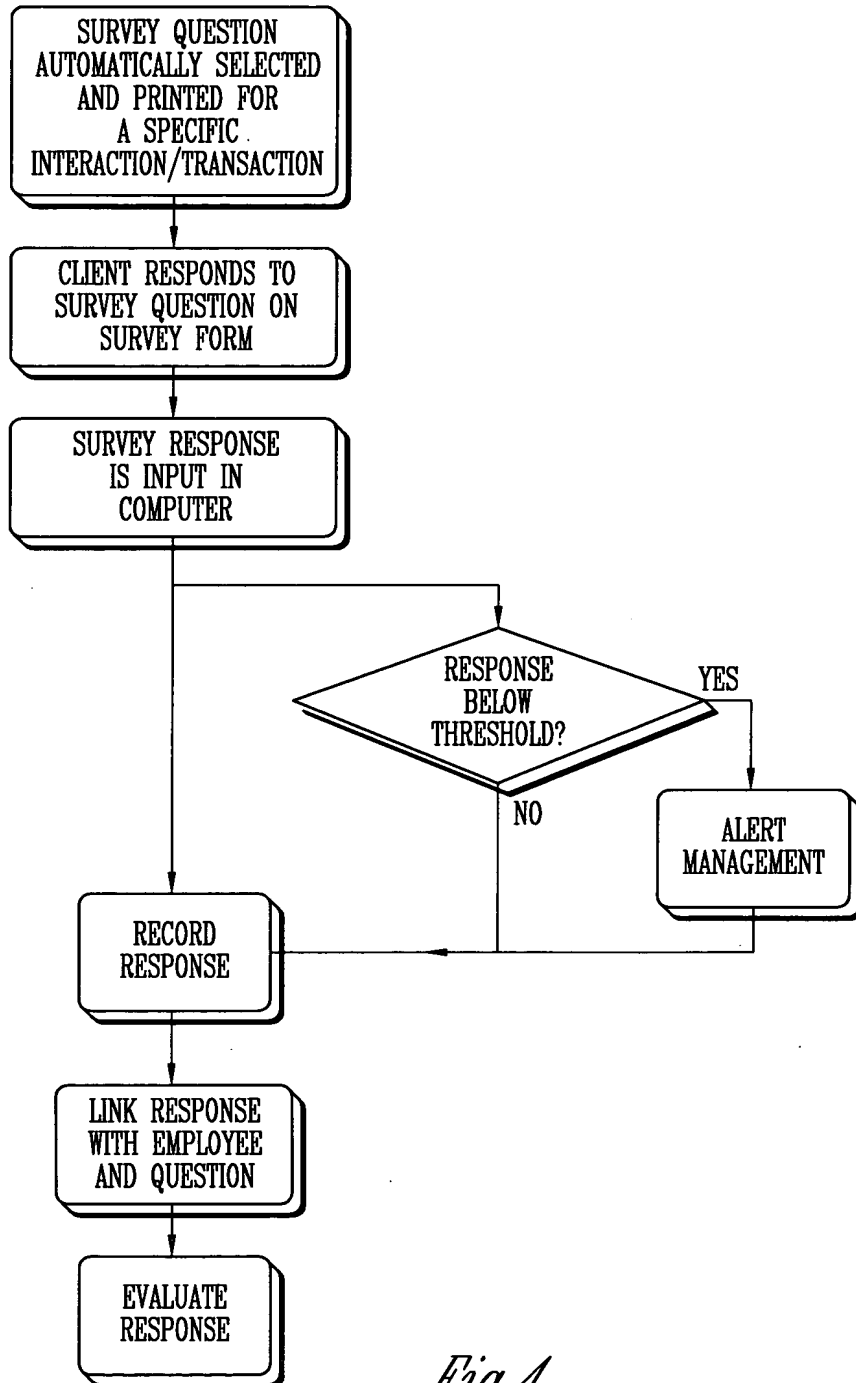 SURVEY QUESTION
AUTOMATICALLY SELECTED
AND PRINTED FOR
A SPECIFIC
INTERACTION/TRANSACTION
CLIENT RESPONDS TO
SURVEY QUESTION ON
SURVEY FORM
SURVEY RESPONSE
IS INPUT IN
COMPUTER
RESPONSE
BELOW
THRESHOLD?
YES
NO
ALERT
MANAGEMENT
RECORD
RESPONSE
LINK RESPONSE
WITH EMPLOYEE
AND QUESTION
EVALUATE
RESPONSE
Fig. 1